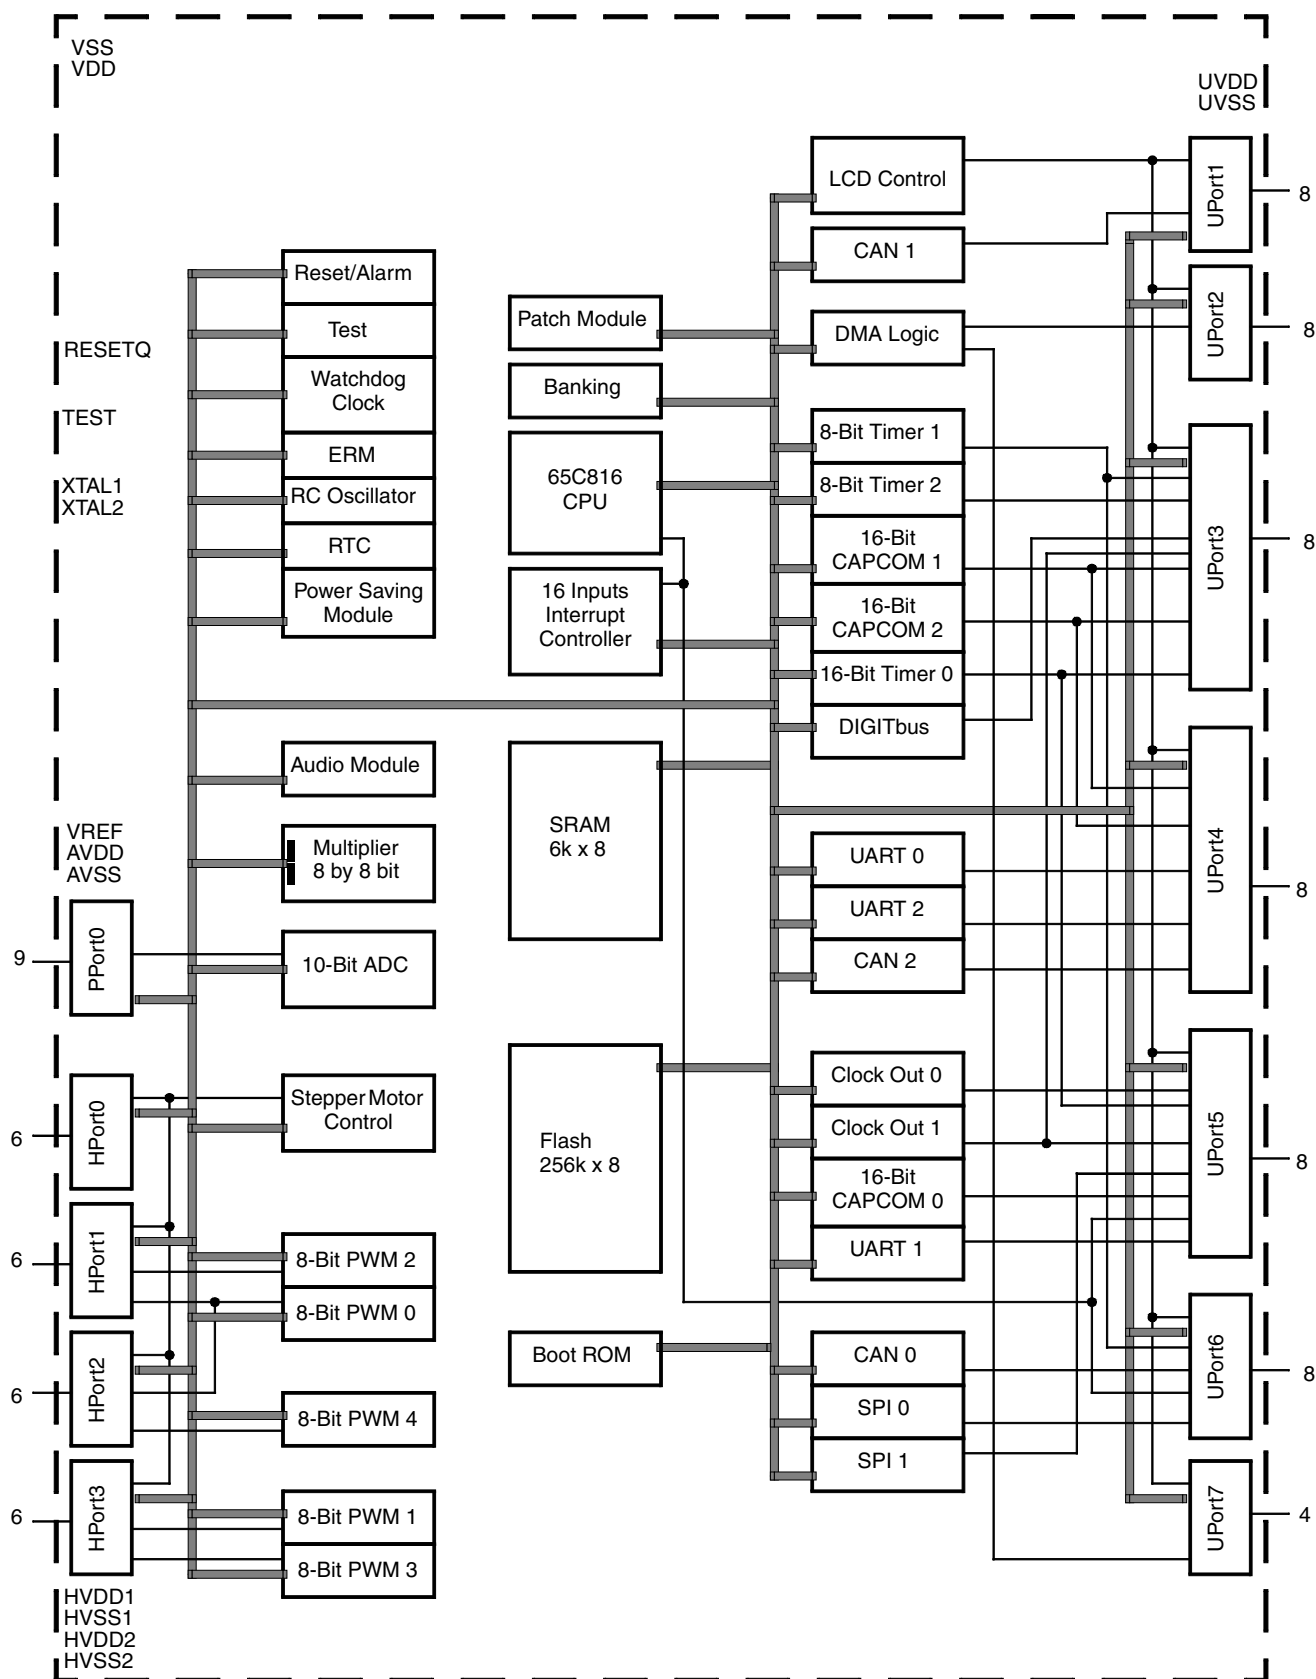 VSS
VDD
UVDD
UVSS
RESETQ
TEST
XTAL1
XTAL2
VREF
AVDD
AVSS
PPort0
9
HPort0
6
HPort1
6
HPort2
6
HPort3
6
HVDD1
HVSS1
HVDD2
HVSS2
Reset/Alarm
Test
Watchdog
Clock
ERM
RC Oscillator
RTC
Power Saving
Module
Audio Module
Multiplier
8 by 8 bit
10-Bit ADC
Stepper Motor
Control
8-Bit PWM 2
8-Bit PWM 0
8-Bit PWM 4
8-Bit PWM 1
8-Bit PWM 3
Patch Module
Banking
65C816
CPU
16 Inputs
Interrupt
Controller
SRAM
6k x 8
Flash
256k x 8
Boot ROM
LCD Control
CAN 1
DMA Logic
8-Bit Timer 1
8-Bit Timer 2
16-Bit
CAPCOM 1
16-Bit
CAPCOM 2
16-Bit Timer 0
DIGITbus
UART 0
UART 2
CAN 2
Clock Out 0
Clock Out 1
16-Bit
CAPCOM 0
UART 1
CAN 0
SPI 0
SPI 1
UPort1
8
UPort2
8
UPort3
8
UPort4
8
UPort5
8
UPort6
8
UPort7
4